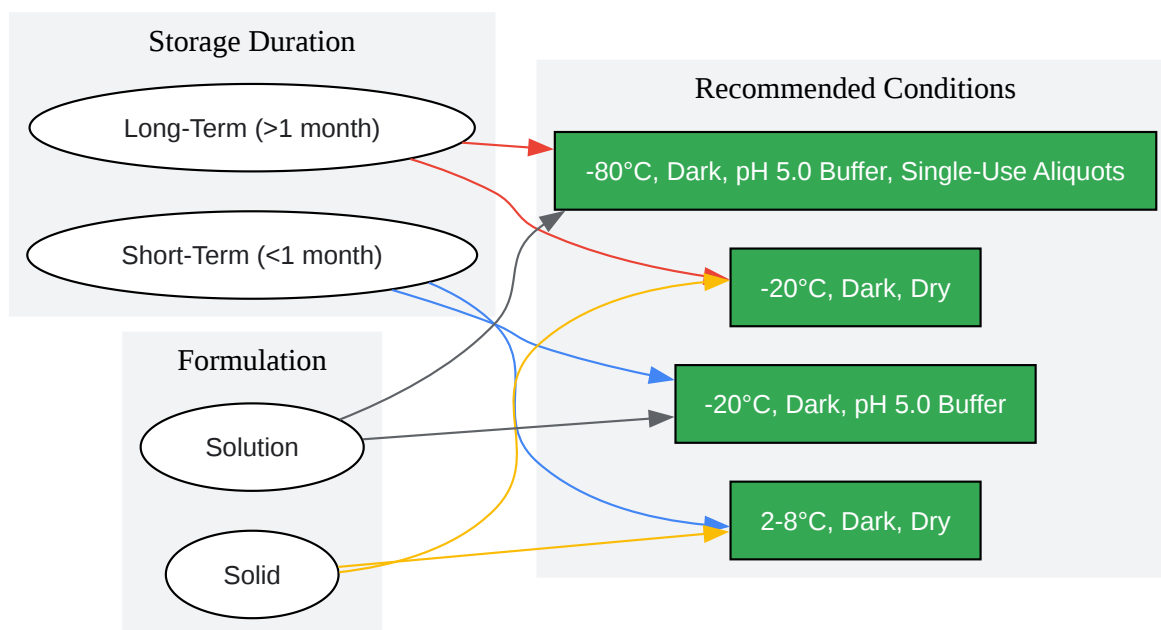 Storage Duration
Long-Term (>1 month)
Short-Term (<1 month)
Formulation
Solution
Solid
Recommended Conditions
-80°C, Dark, pH 5.0 Buffer, Single-Use Aliquots
-20°C, Dark, Dry
-20°C, Dark, pH 5.0 Buffer
2-8°C, Dark, Dry